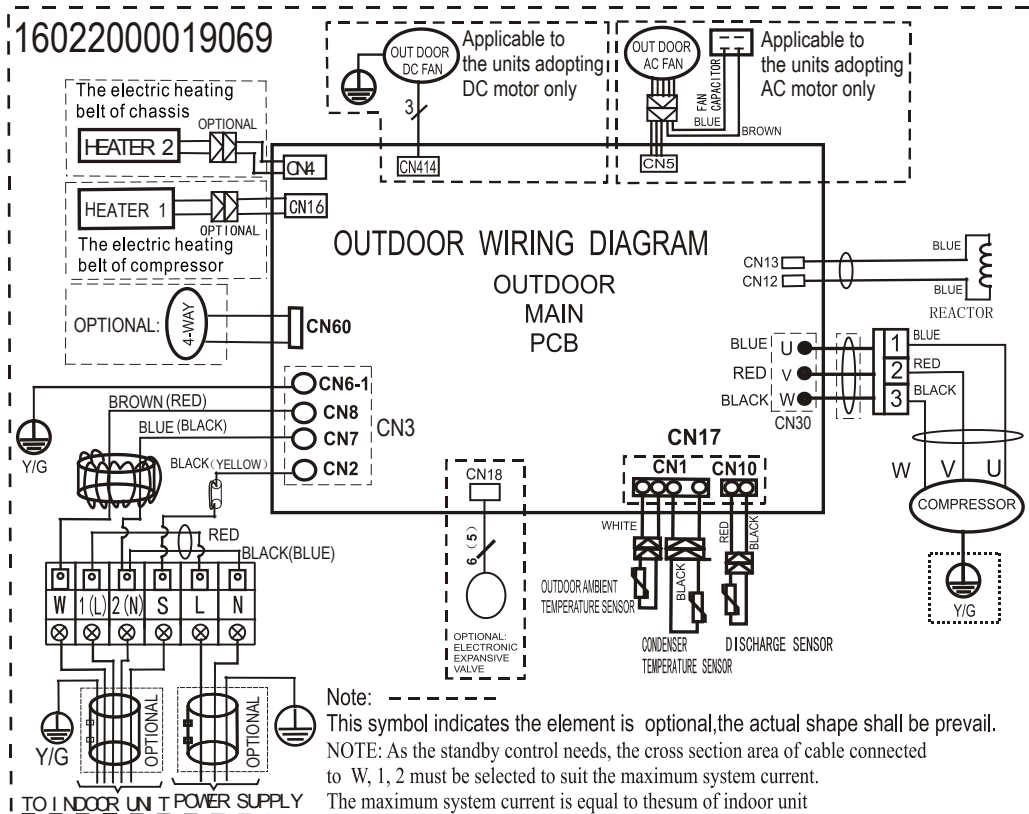 16022000019069
The electric heating
belt of chassis
OPTIONAL
HEATER 2
CN4
HEATER 1
CN16
OPTIONAL
The electric heating
belt of compressor
OPTIONAL:
4-WAY
CN60
OUT DOOR
DC FAN
Applicable to
the units adopting
DC motor only
3
CN414
OUT DOOR
AC FAN
FAN
CAPACITOR
BLUE
BROWN
CN5
Applicable to
the units adopting
AC motor only
OUTDOOR WIRING DIAGRAM
OUTDOOR
MAIN
PCB
CN13
CN12
BLUE
BLUE
REACTOR
BLUE U
RED V
BLACK W
CN30
1 BLUE
2 RED
3 BLACK
W V U
COMPRESSOR
Y/G
CN6-1
CN8
CN7
CN2
CN3
BROWN (RED)
BLUE (BLACK)
BLACK (YELLOW)
Y/G
RED
BLACK(BLUE)
W 1 (L) 2 (N) S L N
Y/G
OPTIONAL
OPTIONAL
TO INDOOR UNIT POWER SUPPLY
CN18
6 (5)
OPTIONAL:
ELECTRONIC
EXPANSIVE
VALVE
CN17
CN1 CN10
WHITE
BLACK
RED
BLACK
OUTDOOR AMBIENT
TEMPERATURE SENSOR
CONDENSER
TEMPERATURE SENSOR
DISCHARGE SENSOR
Note:
This symbol indicates the element is optional,the actual shape shall be prevail.
NOTE: As the standby control needs, the cross section area of cable connected
to W, 1, 2 must be selected to suit the maximum system current.
The maximum system current is equal to thesum of indoor unit